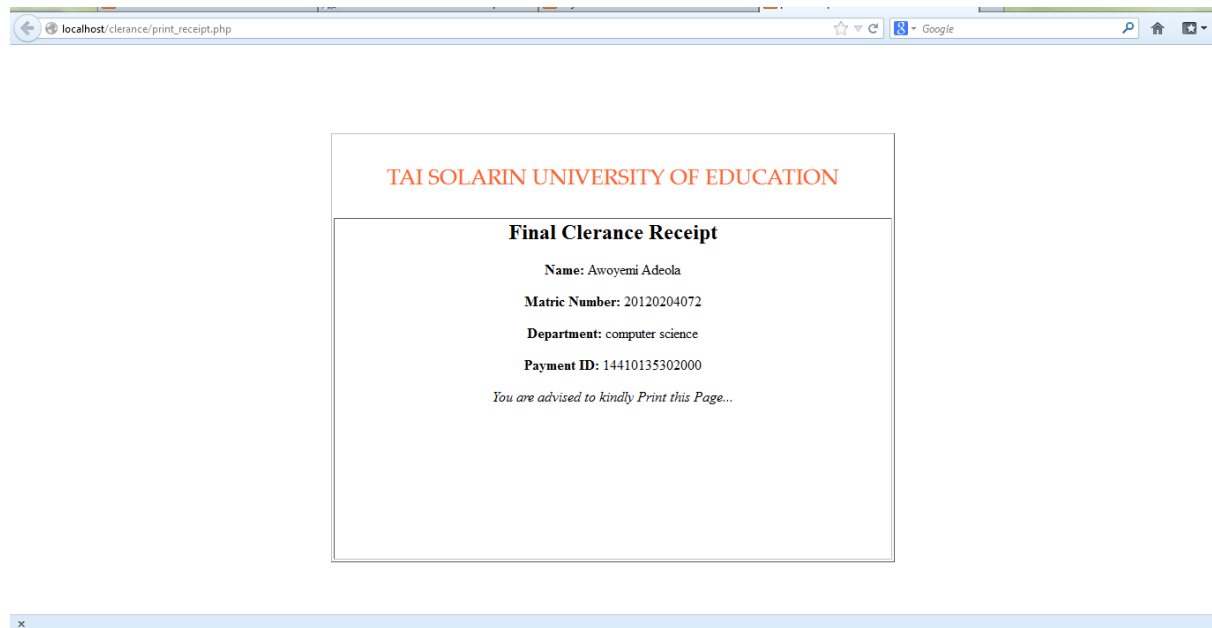 localhost/clerance/print_receipt.php
Google
TAI SOLARIN UNIVERSITY OF EDUCATION
Final Clerance Receipt
Name: Awoyemi Adeola
Matric Number: 20120204072
Department: computer science
Payment ID: 14410135302000
You are advised to kindly Print this Page...